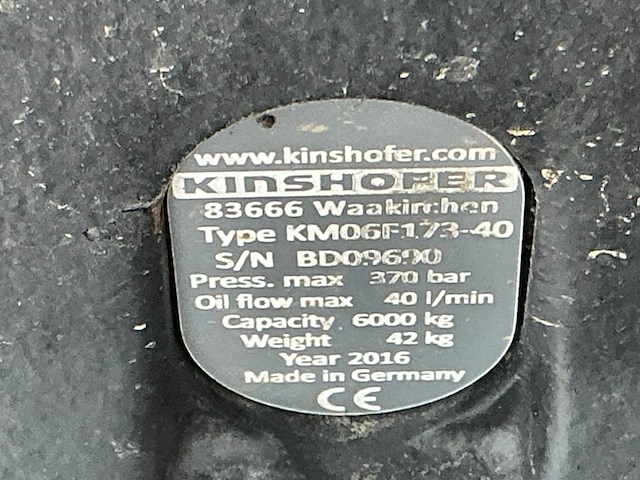 www.kinshofer.com
KINSHOFER
83666 Waakirchen
Type KM06F173-40
S/N BD09690
Press. max 370 bar
Oil flow max 40 l/min
Capacity 6000 kg
Weight 42 kg
Year 2016
Made in Germany
CE